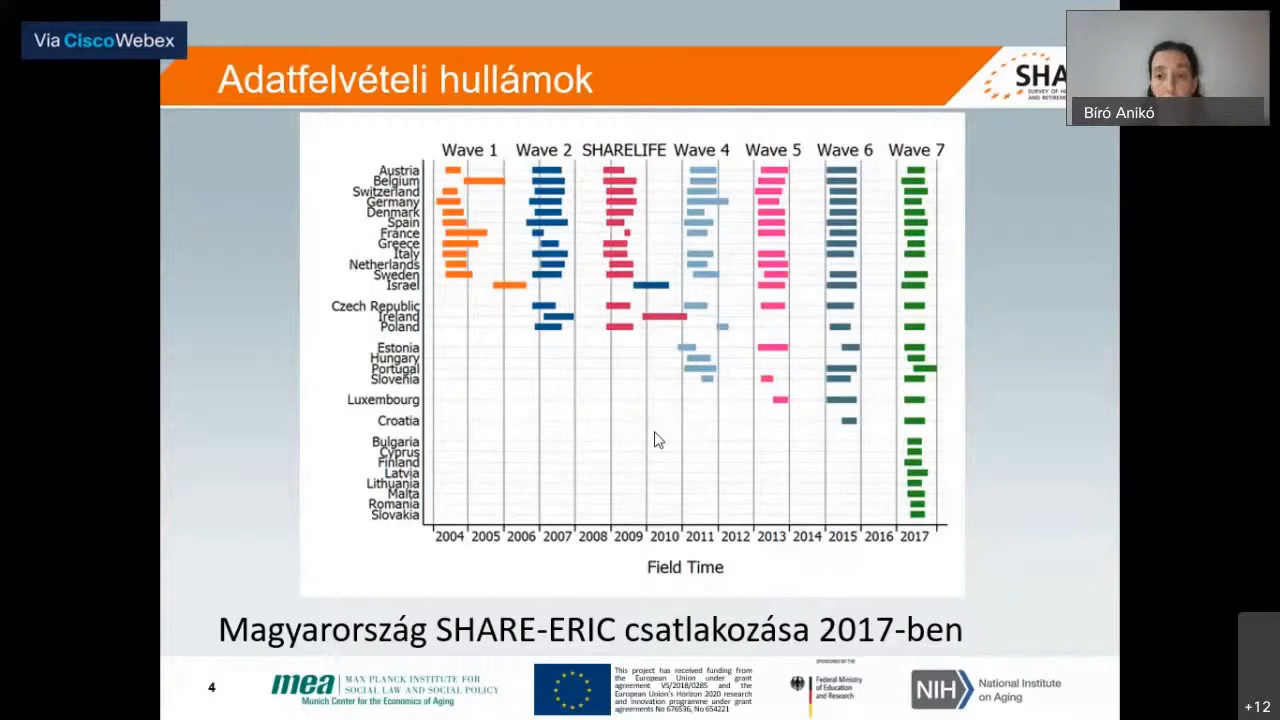 Via CiscoWebex
Adatfelvételi hullámok
SHA
SURVEY OF H
AND RETIREM
Bíró Anikó
Wave 1 Wave 2 SHARELIFE Wave 4 Wave 5 Wave 6 Wave 7
Austria
Belgium
Switzerland
Germany
Denmark
Spain
France
Greece
Italy
Netherlands
Sweden
Israel
Czech Republic
Ireland
Poland
Estonia
Hungary
Portugal
Slovenia
Luxembourg
Croatia
Bulgaria
Cyprus
Finland
Latvia
Lithuania
Malta
Romania
Slovakia
2004 2005 2006 2007 2008 2009 2010 2011 2012 2013 2014 2015 2016 2017
Field Time
Magyarország SHARE-ERIC csatlakozása 2017-ben
4
mea MAX PLANCK INSTITUTE FOR
SOCIAL LAW AND SOCIAL POLICY
Munich Center for the Economics of Aging
This project has received funding from
the European Union under grant
agreement VS/2018/0285 and the
European Union's Horizon 2020 research
and innovation programme under grant
agreements No 676536, No 654221
SPONSORED BY THE
Federal Ministry
of Education
and Research
NIH National Institute
on Aging
+12